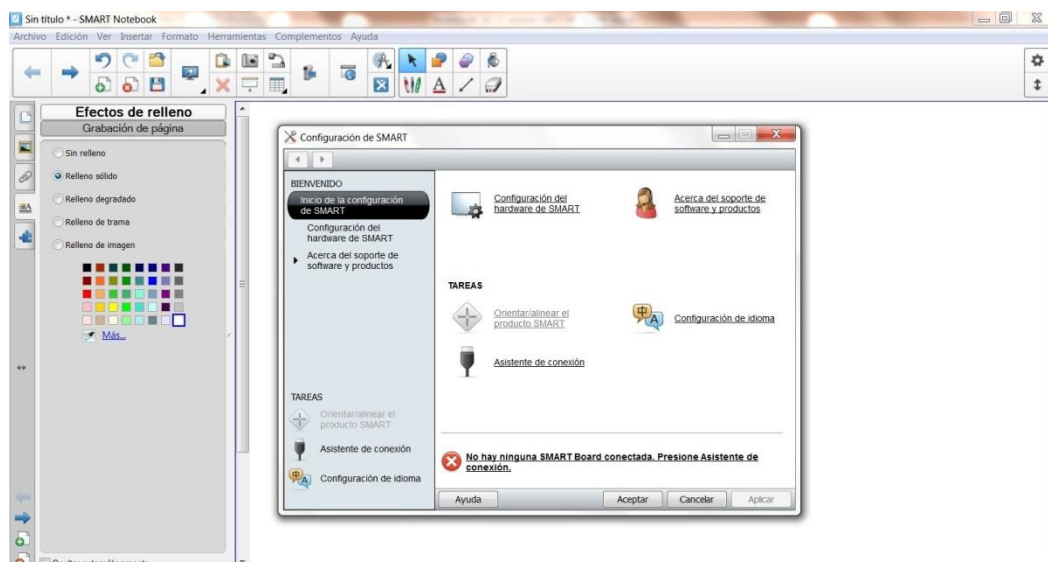 Sin título * - SMART Notebook
Archivo Edición Ver Insertar Formato Herramientas Complementos Ayuda
Efectos de relleno
Grabación de página
Sin relleno
Relleno sólido
Relleno degradado
Relleno de trama
Relleno de imagen
Más...
Configuración de SMART
BIENVENIDO
Inicio de la configuración
de SMART
Configuración del
hardware de SMART
Acerca del soporte de
software y productos
TAREAS
Orientar/alinear el
producto SMART
Asistente de conexión
Configuración de idioma
Configuración del
hardware de SMART
Acerca del soporte de
software y productos
TAREAS
Orientar/alinear el
producto SMART
Configuración de idioma
Asistente de conexión
No hay ninguna SMART Board conectada. Presione Asistente de
conexión.
Ayuda Aceptar Cancelar Aplicar